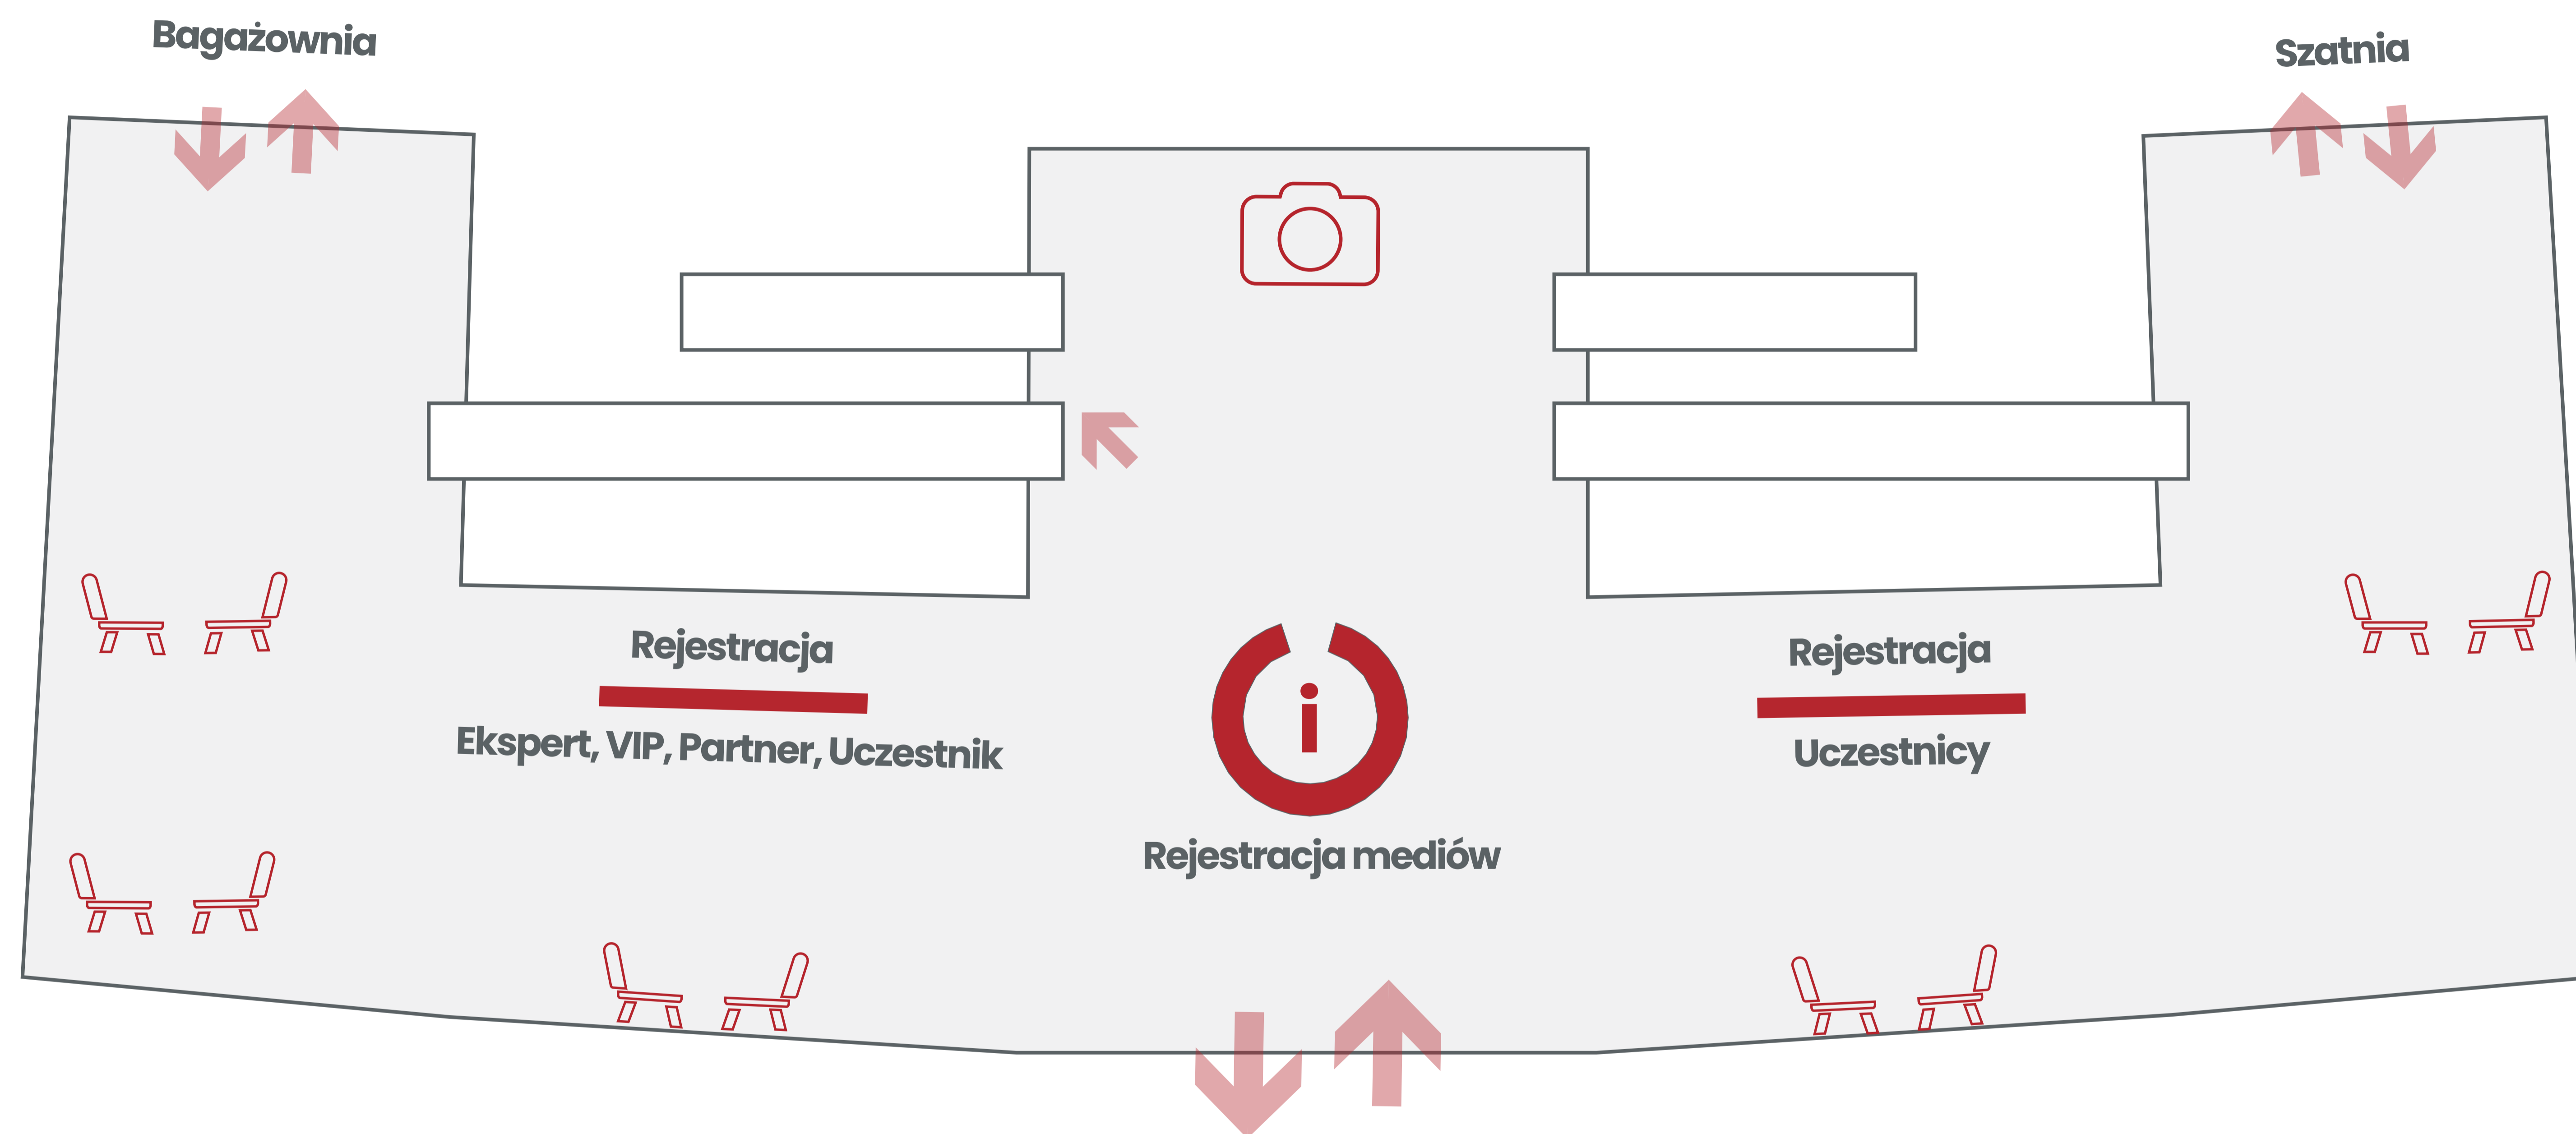 Bagażownia
Szatnia
Rejestracja
Ekspert, VIP, Partner, Uczestnik
i
Rejestracja mediów
Rejestracja
Uczestnicy